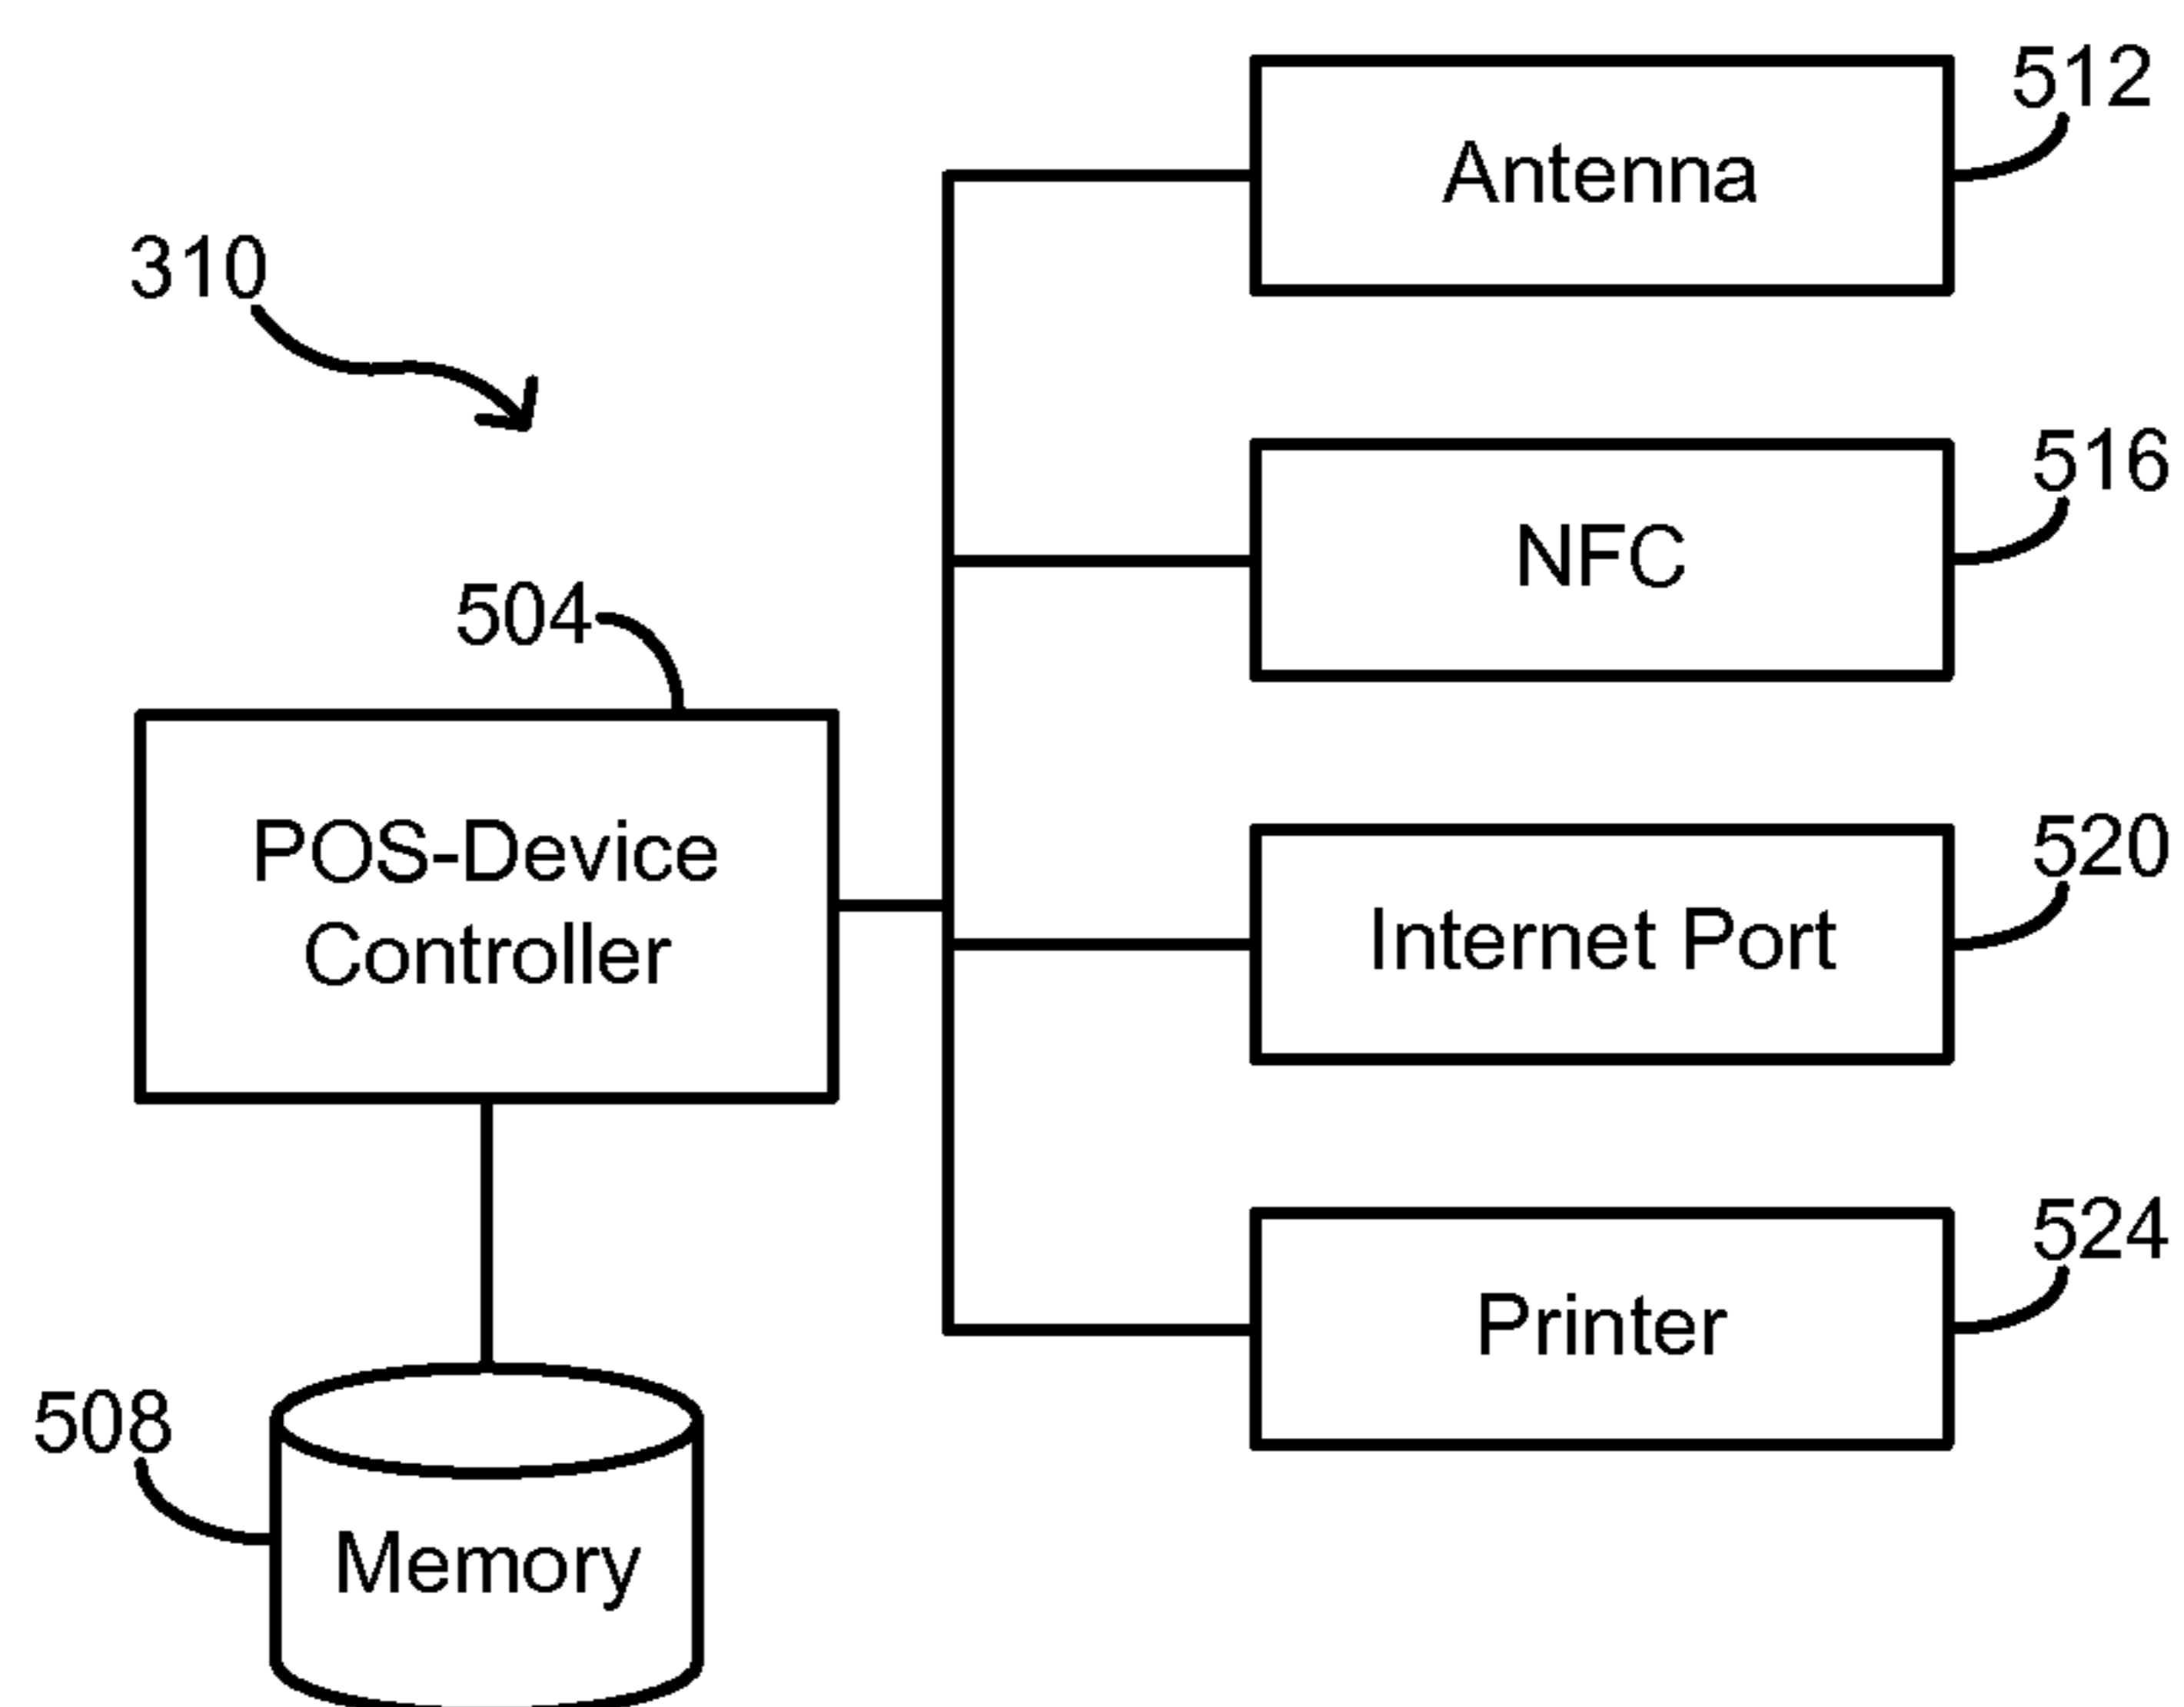 512
Antenna
310
516
NFC
504
POS-Device
Controller
520
Internet Port
524
Printer
508
Memory